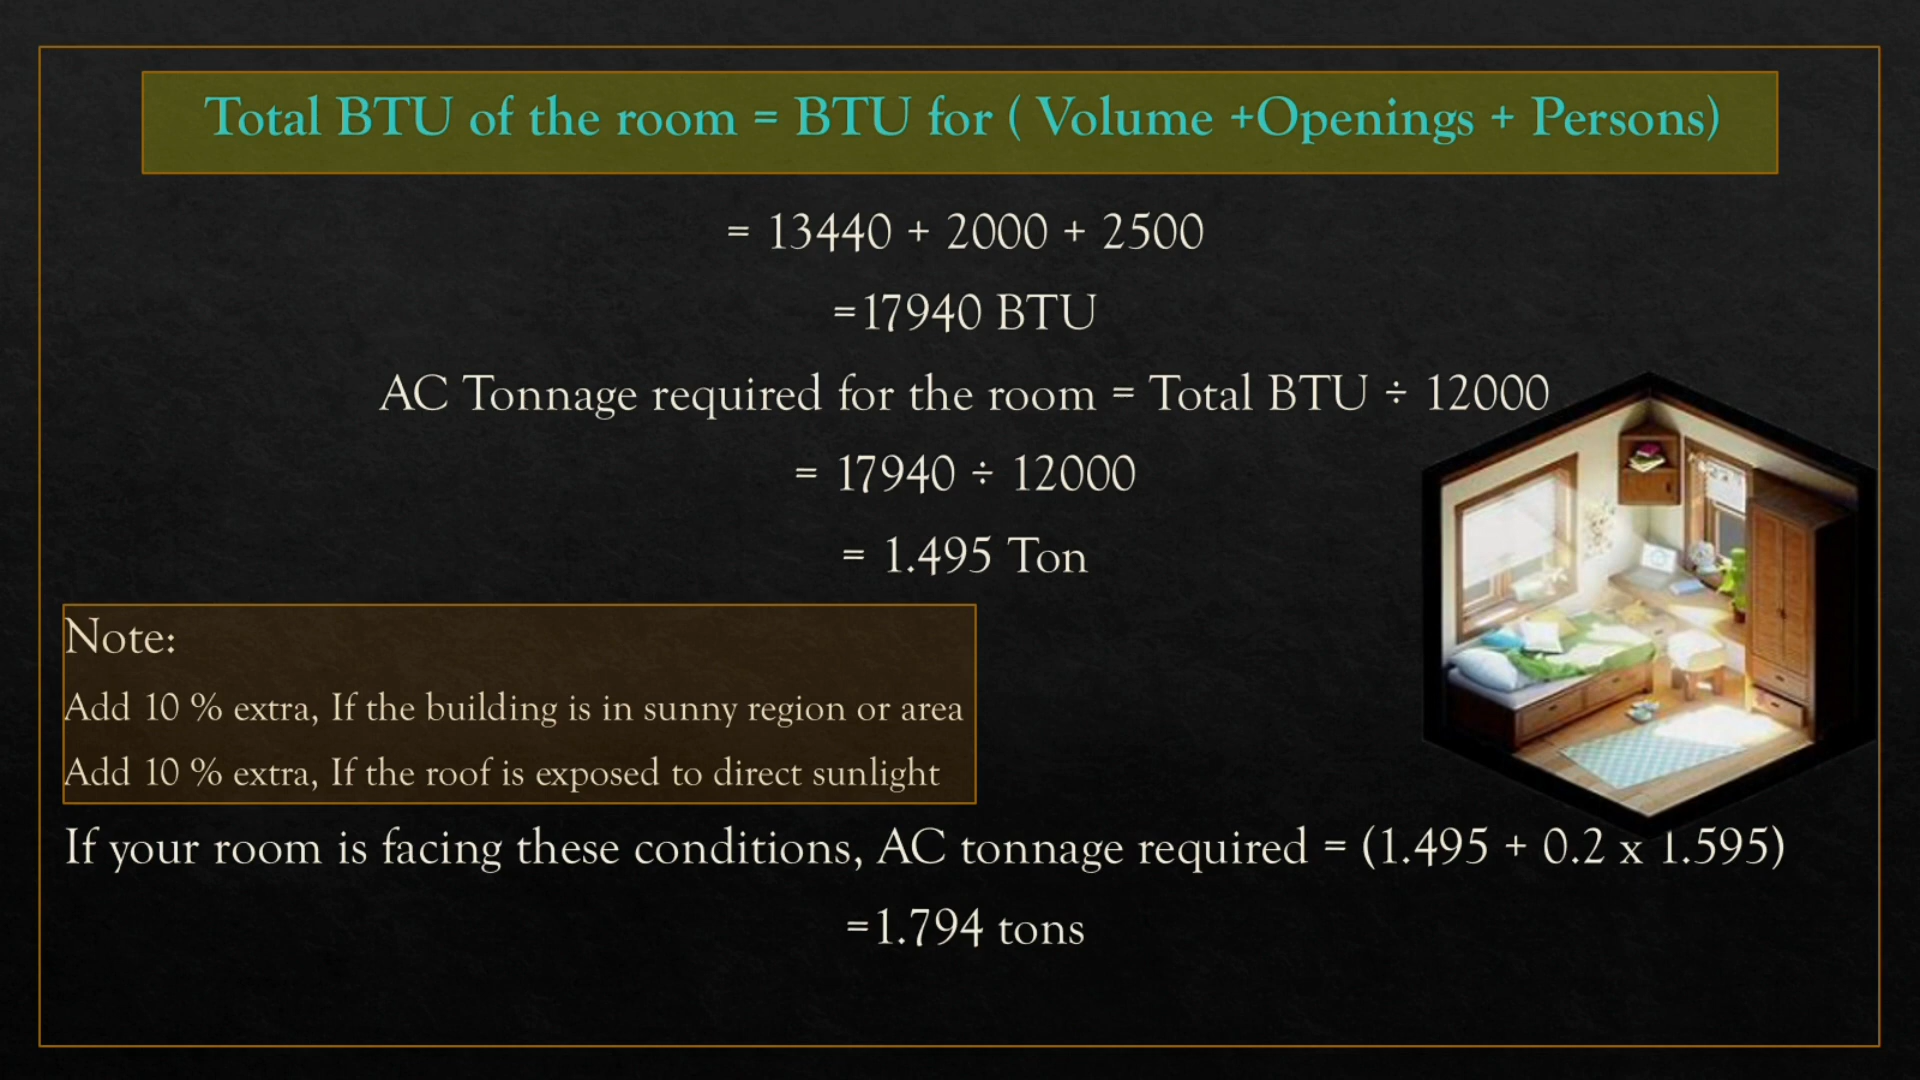 Total BTU of the room = BTU for ( Volume +Openings + Persons)
= 13440 + 2000 + 2500
=17940 BTU
AC Tonnage required for the room = Total BTU ÷ 12000
= 17940 ÷ 12000
= 1.495 Ton
Note:
Add 10 % extra, If the building is in sunny region or area
Add 10 % extra, If the roof is exposed to direct sunlight
If your room is facing these conditions, AC tonnage required = (1.495 + 0.2 x 1.595)
=1.794 tons